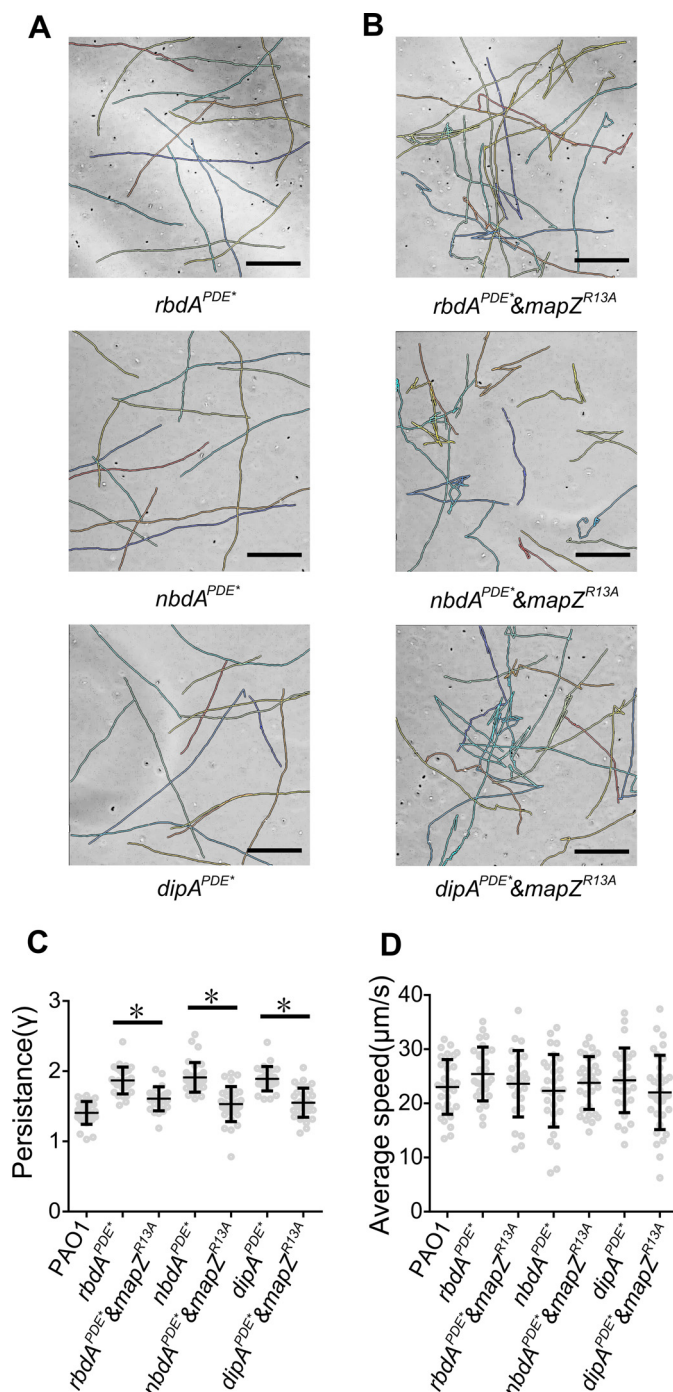 A
B
rbdA^PDE*
rbdA^PDE*&mapZ^R13A
nbdA^PDE*
nbdA^PDE*&mapZ^R13A
dipA^PDE*
dipA^PDE*&mapZ^R13A
C
D
Persistance(γ)
3
2
1
0
*
*
*
PAO1
rbdA^PDE*
rbdA^PDE*&mapZ^R13A
nbdA^PDE*
nbdA^PDE*&mapZ^R13A
dipA^PDE*
dipA^PDE*&mapZ^R13A
Average speed(μm/s)
40
30
20
10
0
PAO1
rbdA^PDE*
rbdA^PDE*&mapZ^R13A
nbdA^PDE*
nbdA^PDE*&mapZ^R13A
dipA^PDE*
dipA^PDE*&mapZ^R13A